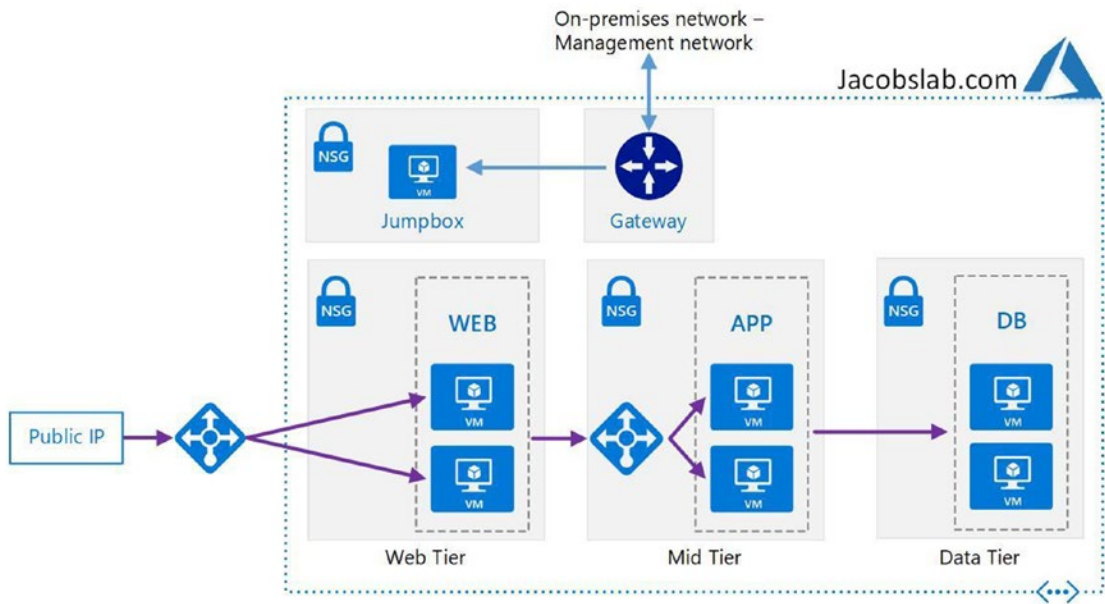 On-premises network –
Management network
Jacobslab.com
NSG
VM
Jumpbox
Gateway
NSG
WEB
VM
VM
Web Tier
NSG
APP
VM
VM
Mid Tier
NSG
DB
VM
VM
Data Tier
Public IP